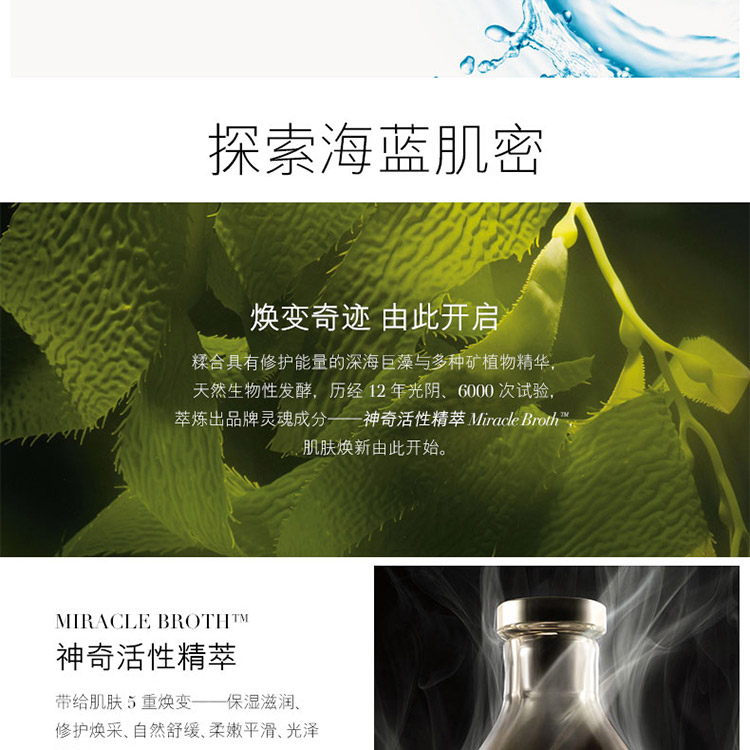 探索海蓝肌密
焕变奇迹 由此开启
糅合具有修护能量的深海巨藻与多种矿植物精华，
天然生物性发酵，历经 12 年光阴、6000 次试验，
萃炼出品牌灵魂成分——神奇活性精萃 Miracle Broth™，
肌肤焕新由此开始。
MIRACLE BROTH™
神奇活性精萃
带给肌肤 5 重焕变——保湿滋润、
修护焕采、自然舒缓、柔嫩平滑、光泽